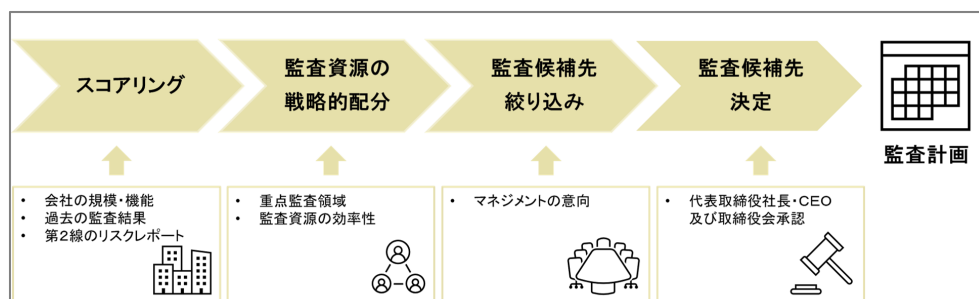 スコアリング
監査資源の
戦略的配分
監査候補先
絞り込み
監査候補先
決定
監査計画
• 会社の規模・機能
• 過去の監査結果
• 第２線のリスクレポート
• 重点監査領域
• 監査資源の効率性
• マネジメントの意向
• 代表取締役社長・CEO
及び取締役会承認